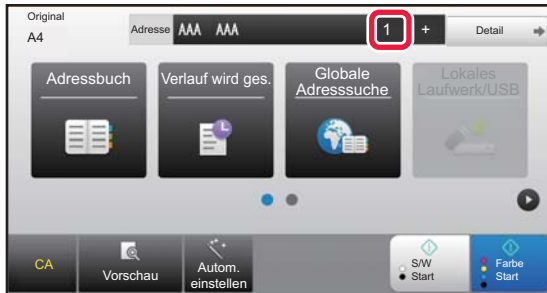 Original
A4
Adresse AAA AAA 1 + Detail
Adressbuch
Verlauf wird ges.
Globale
Adresssuche
Lokales
Laufwerk/USB
CA
Vorschau
Autom.
einstellen
S/W
Start
Farbe
Start